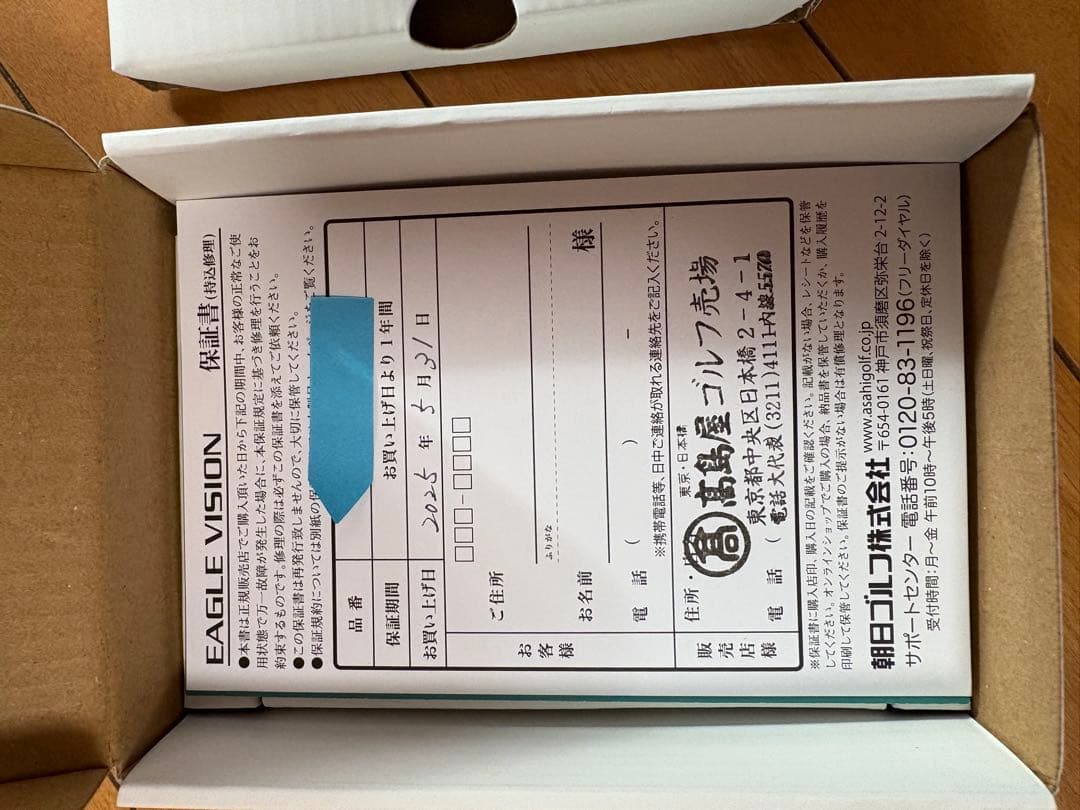 EAGLE VISION 保証書(持込修理)
●本書は正規販売店でご購入頂いた日から下記の期間中、お客様の正常なご使
用状態で万一故障が発生した場合に、本保証規定に基づき修理を行うことをお
約束するものです。修理の際は必ずこの保証書を添えてご依頼ください。
●この保証書は再発行致しませんので、大切に保管してください。
●保証規約については別紙の保 ご覧ください。
品番
保証期間 お買い上げ日より1年間
お買い上げ日 2025 年 5 月 31 日
お客様
ご住所 □□□-□□□□
ふりがな
お名前 様
電話 ( ) -
※携帯電話等、日中ご連絡が取れる連絡先をご記入ください。
販売店様
住所・
東京・日本橋
髙 髙島屋ゴルフ売場
東京都中央区日本橋2-4-1
電話 ( 電話大代表(3211)4111内線55760
※保証書に購入店印、購入日の記載をご確認ください。記載がない場合、レシートなどを保管
してください。オンラインショップでご購入の場合、納品書を保管していただくか、購入履歴を
印刷して保管してください。保証書のご提示がない場合は有償修理となります。
朝日ゴルフ株式会社 www.asahigolf.co.jp
〒654-0161 神戸市須磨区弥栄台 2-12-2
サポートセンター 電話番号:0120-83-1196(フリーダイヤル)
受付時間:月〜金 午前10時〜午後5時(土日曜、祝祭日、定休日を除く)